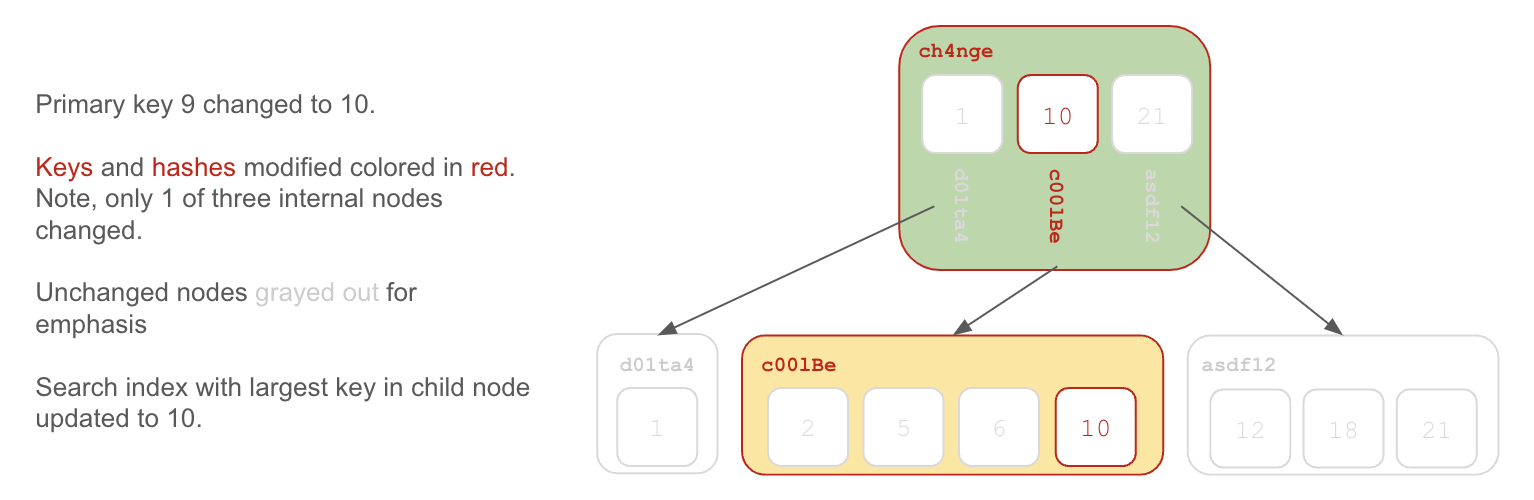 Primary key 9 changed to 10.
Keys and hashes modified colored in red.
Note, only 1 of three internal nodes
changed.
Unchanged nodes grayed out for
emphasis
Search index with largest key in child node
updated to 10.
ch4nge
1 10 21
d01ta4 c00lBe asdf12
d01ta4
1
c00lBe
2 5 6 10
asdf12
12 18 21